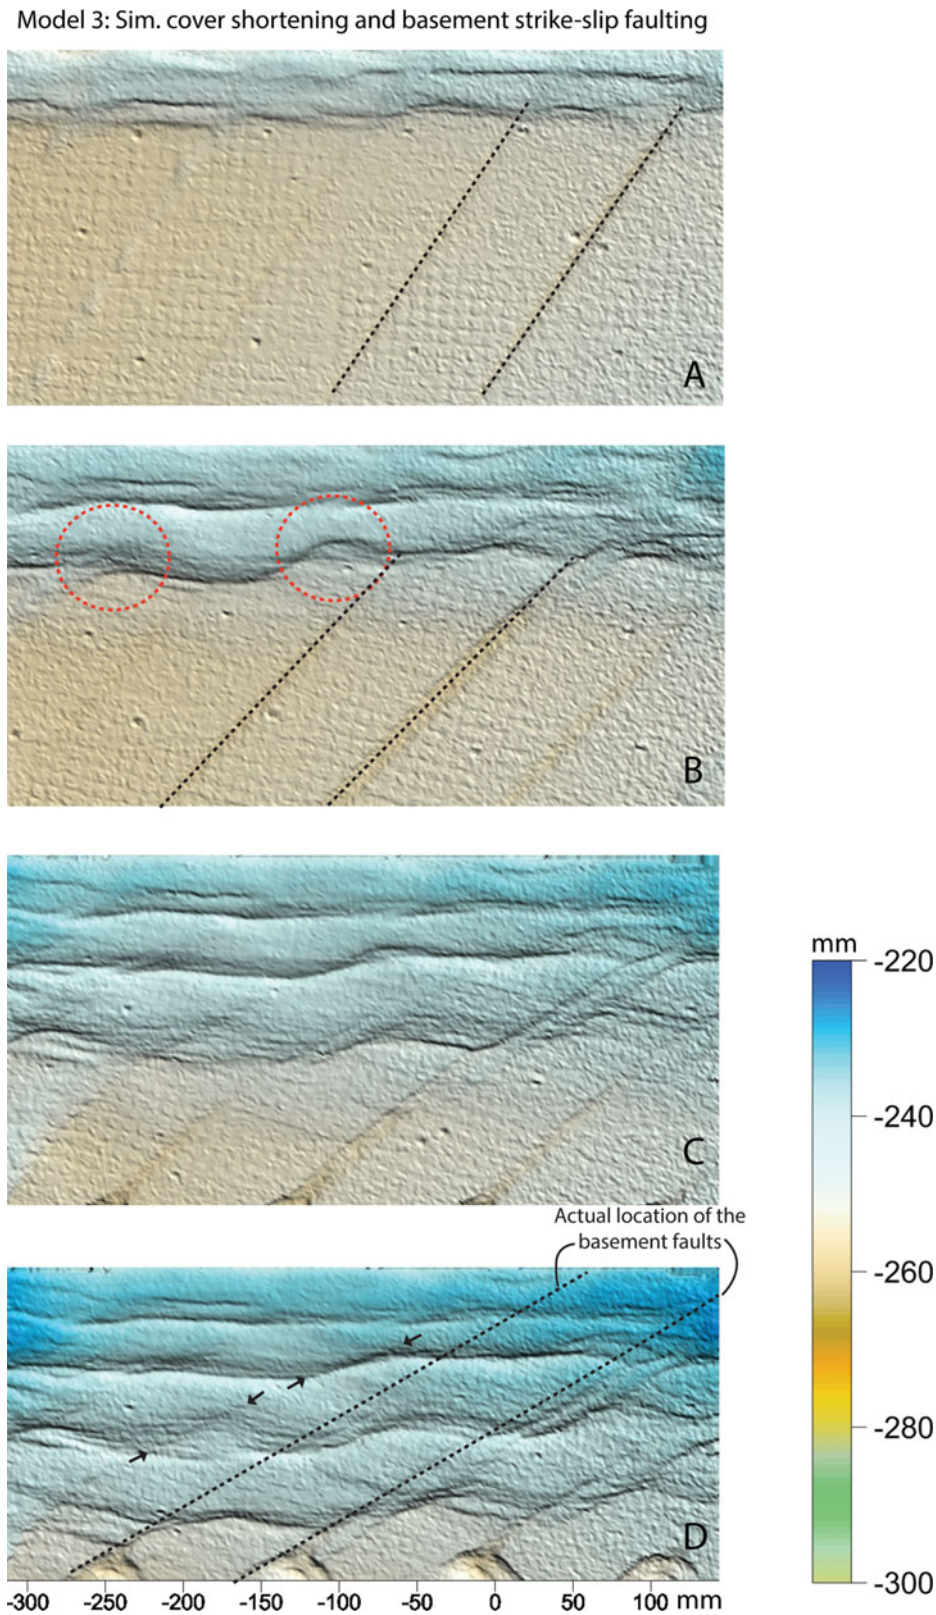 Model 3: Sim. cover shortening and basement strike-slip faulting
A
B
C
mm
-220
-240
-260
-280
-300
Actual location of the
basement faults
D
-300 -250 -200 -150 -100 -50 0 50 100 mm